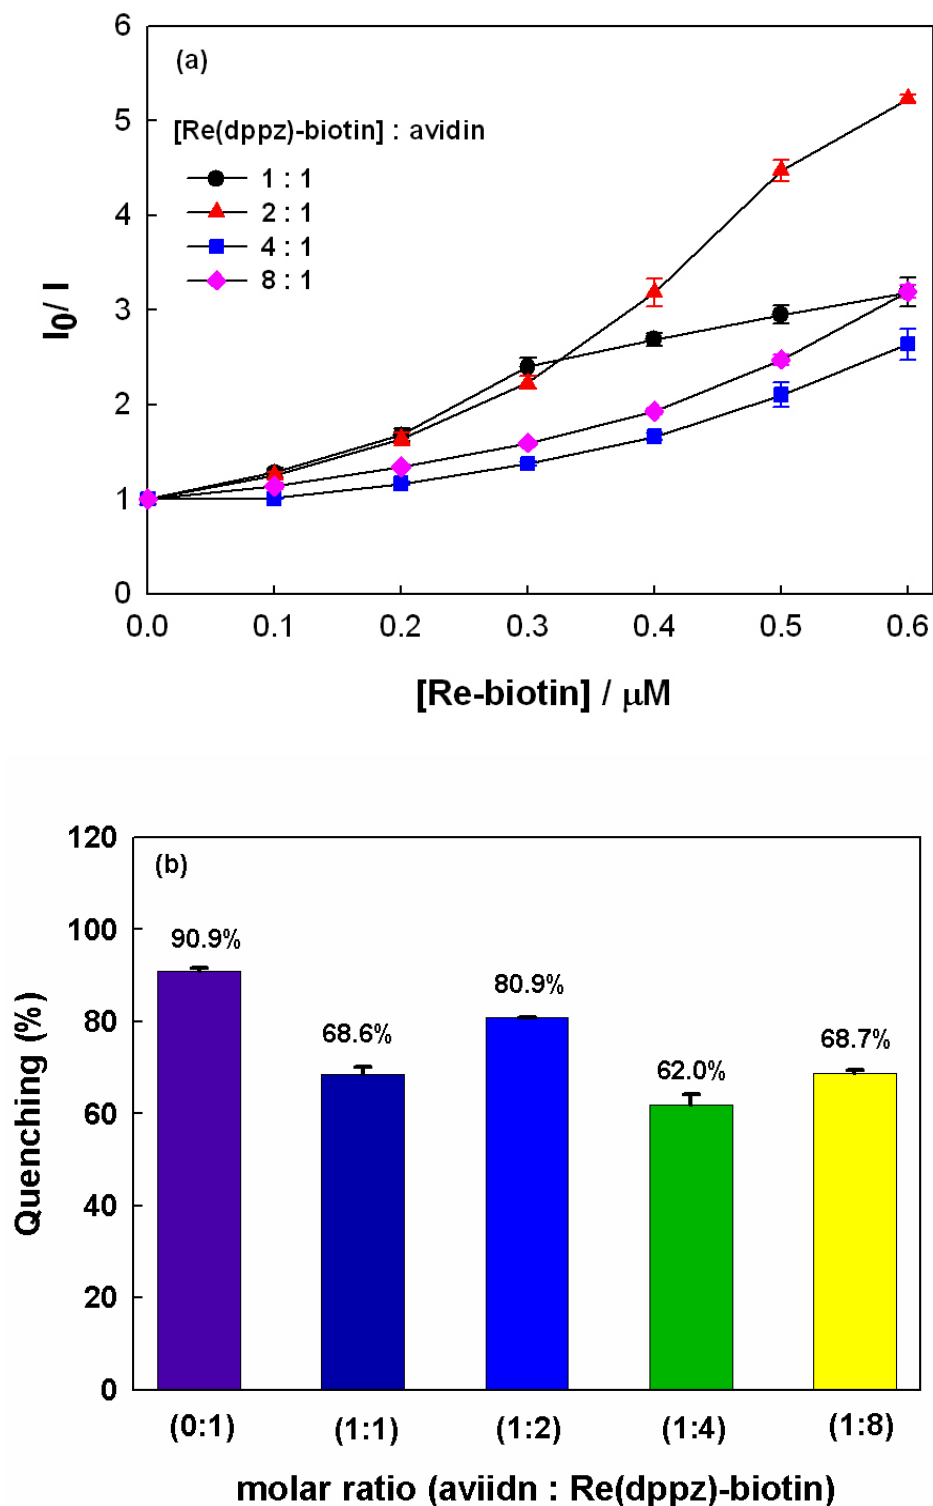 6
(a)
5
[Re(dppz)-biotin] : avidin
1 : 1
2 : 1
4 : 1
8 : 1
4
3
2
1
0
I0/ I
0.0 0.1 0.2 0.3 0.4 0.5 0.6
[Re-biotin] / μM
120
(b)
100
80
60
40
20
0
Quenching (%)
90.9%
68.6%
80.9%
62.0%
68.7%
(0:1) (1:1) (1:2) (1:4) (1:8)
molar ratio (aviidn : Re(dppz)-biotin)